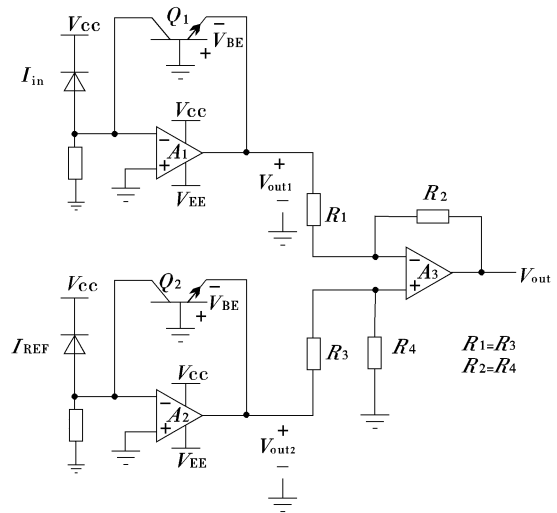 Q1
Vcc
VBE
Iin
Vcc
A1
VEE
Vout1
R1
R2
A3
Vout
Vcc
Q2
VBE
IREF
Vcc
A2
VEE
Vout2
R3
R4
R1=R3
R2=R4